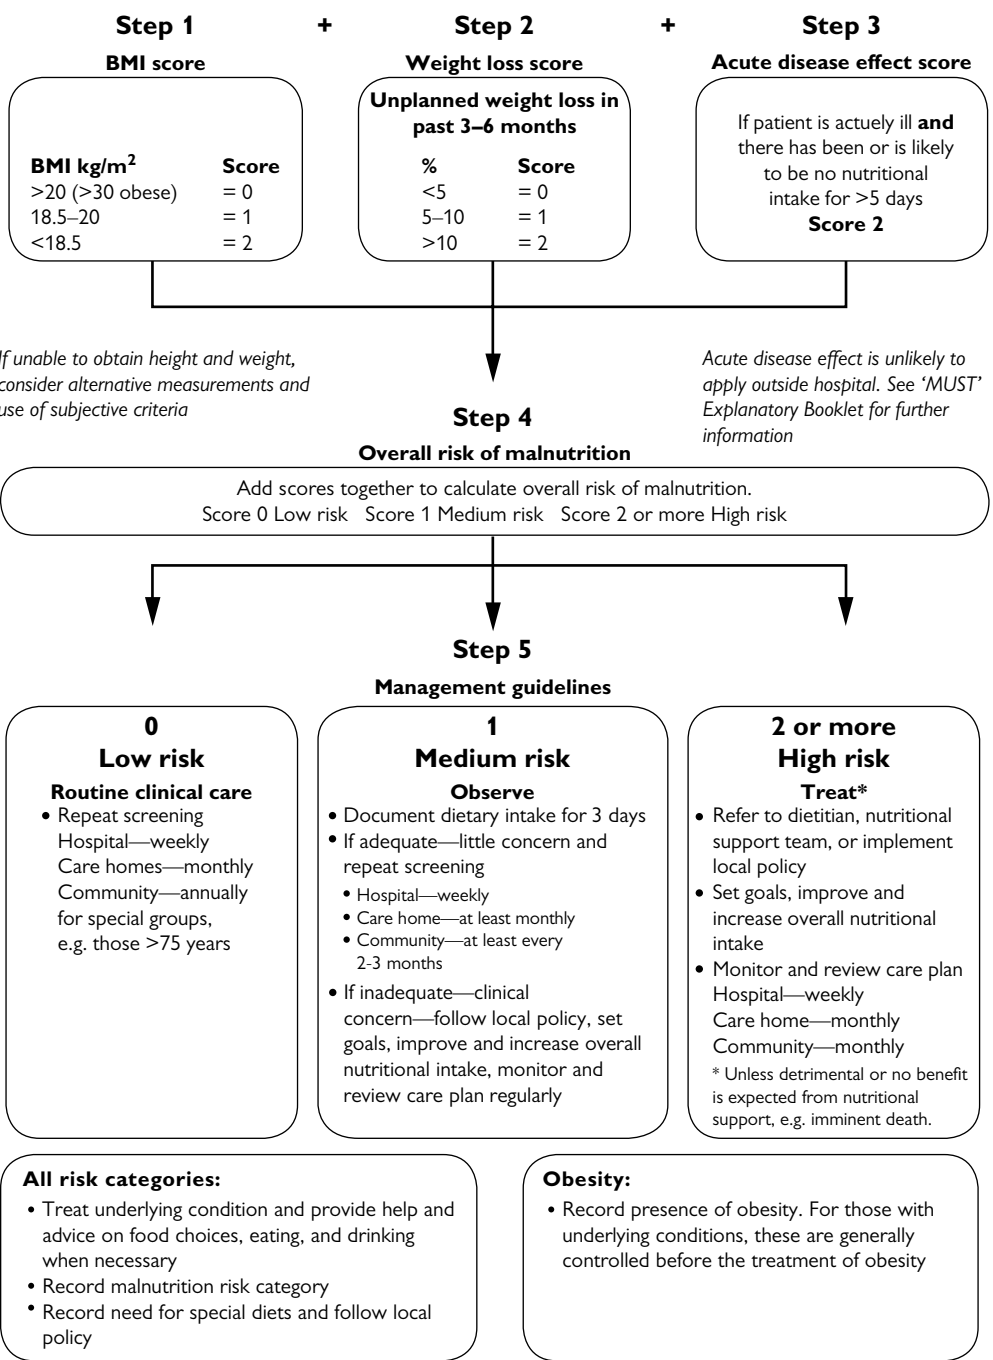 Step 1 + Step 2 + Step 3
BMI score
Weight loss score
Acute disease effect score
BMI kg/m² Score
>20 (>30 obese) = 0
18.5–20 = 1
<18.5 = 2
Unplanned weight loss in
past 3–6 months
% Score
<5 = 0
5–10 = 1
>10 = 2
If patient is actuely ill and
there has been or is likely
to be no nutritional
intake for >5 days
Score 2
If unable to obtain height and weight,
consider alternative measurements and
use of subjective criteria
Acute disease effect is unlikely to
apply outside hospital. See ‘MUST’
Explanatory Booklet for further
information
Step 4
Overall risk of malnutrition
Add scores together to calculate overall risk of malnutrition.
Score 0 Low risk Score 1 Medium risk Score 2 or more High risk
Step 5
Management guidelines
0
Low risk
Routine clinical care
• Repeat screening
Hospital—weekly
Care homes—monthly
Community—annually
for special groups,
e.g. those >75 years
1
Medium risk
Observe
• Document dietary intake for 3 days
• If adequate—little concern and
repeat screening
• Hospital—weekly
• Care home—at least monthly
• Community—at least every
2-3 months
• If inadequate—clinical
concern—follow local policy, set
goals, improve and increase overall
nutritional intake, monitor and
review care plan regularly
2 or more
High risk
Treat*
• Refer to dietitian, nutritional
support team, or implement
local policy
• Set goals, improve and
increase overall nutritional
intake
• Monitor and review care plan
Hospital—weekly
Care home—monthly
Community—monthly
* Unless detrimental or no benefit
is expected from nutritional
support, e.g. imminent death.
All risk categories:
• Treat underlying condition and provide help and
advice on food choices, eating, and drinking
when necessary
• Record malnutrition risk category
• Record need for special diets and follow local
policy
Obesity:
• Record presence of obesity. For those with
underlying conditions, these are generally
controlled before the treatment of obesity